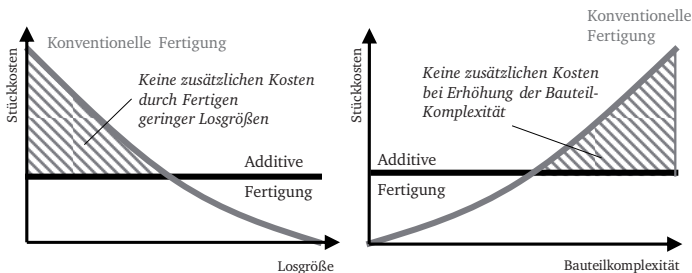 Stückkosten
Konventionelle Fertigung
Keine zusätzlichen Kosten
durch Fertigen
geringer Losgrößen
Additive
Fertigung
Losgröße
Stückkosten
Konventionelle
Fertigung
Keine zusätzlichen Kosten
bei Erhöhung der Bauteil-
Komplexität
Additive
Fertigung
Bauteilkomplexität